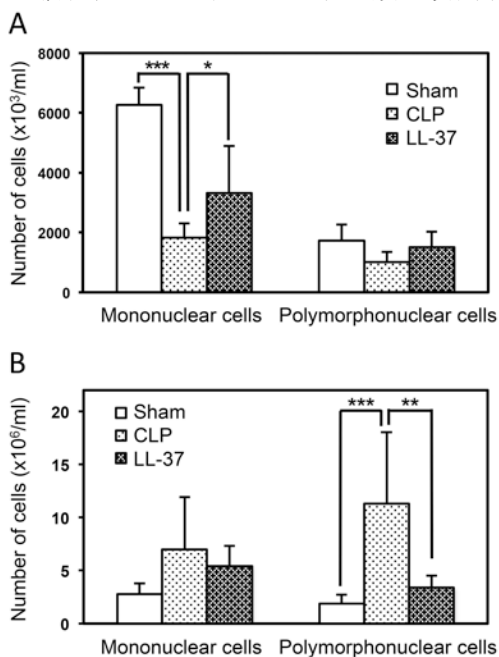 A
Number of cells (x10³/ml)
8000
6000
4000
2000
0
***
*
Sham
CLP
LL-37
Mononuclear cells
Polymorphonuclear cells
B
Number of cells (x10⁶/ml)
20
15
10
5
0
Sham
CLP
LL-37
***
**
Mononuclear cells
Polymorphonuclear cells